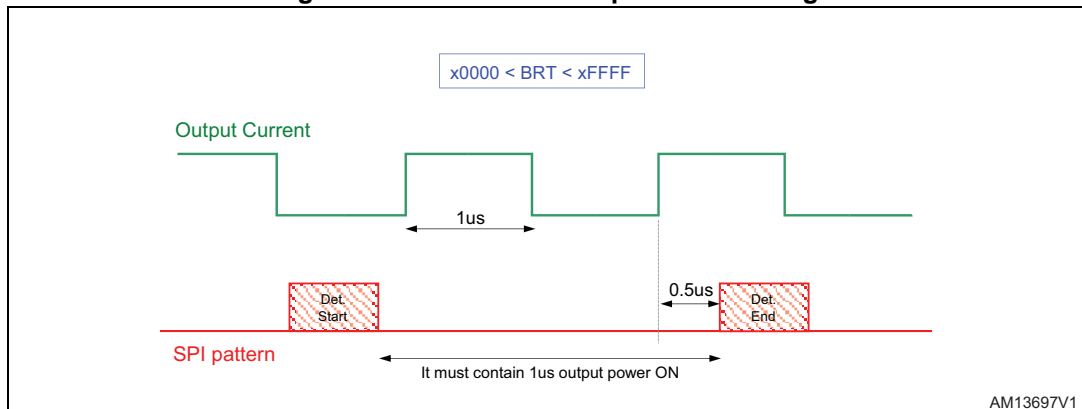 x0000 < BRT < xFFFF
Output Current
1us
0.5us
Det.
Start
Det.
End
SPI pattern
It must contain 1us output power ON
AM13697V1